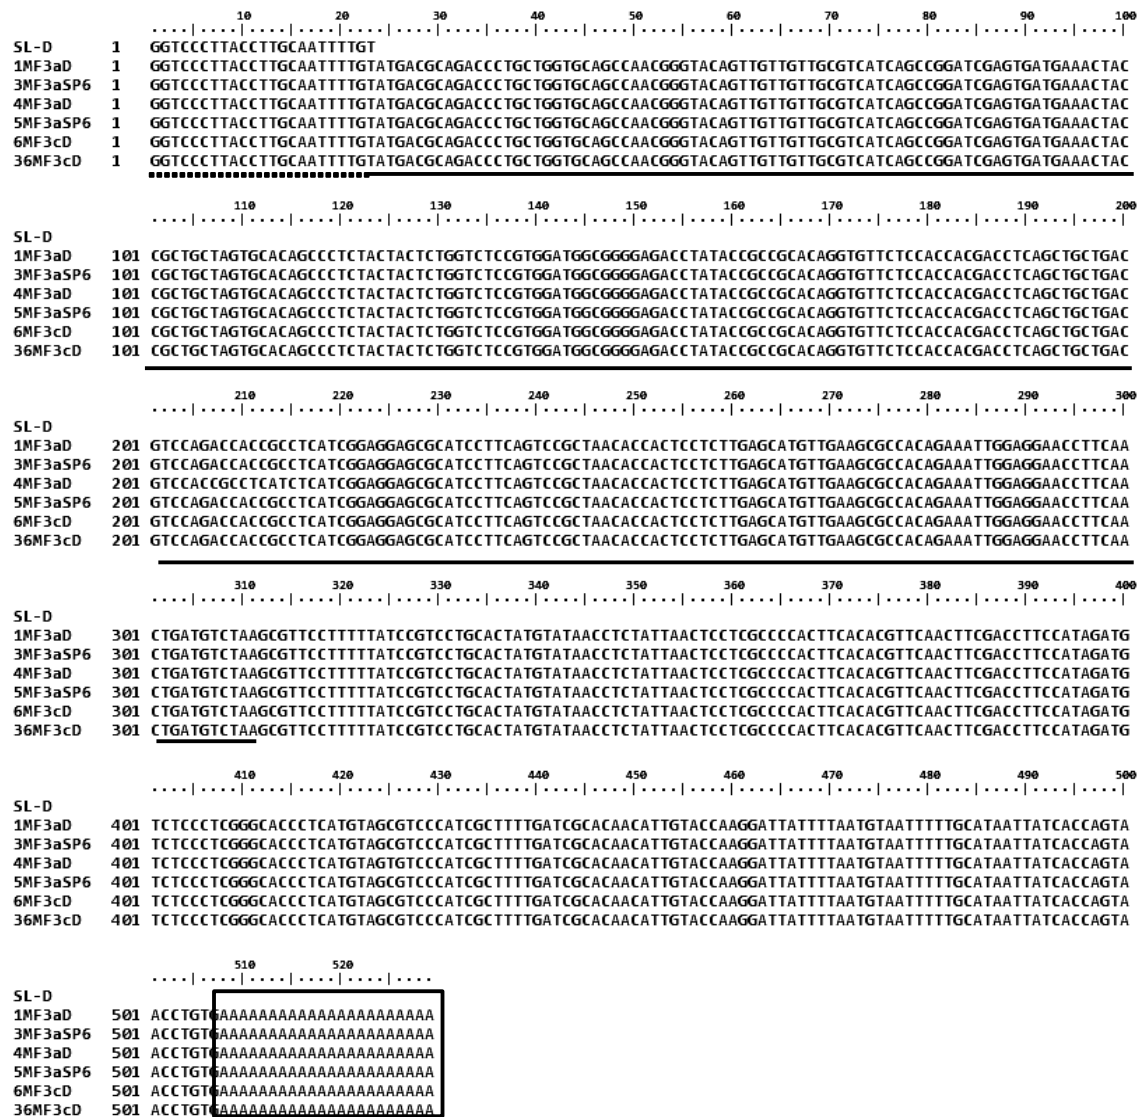 10 20 30 40 50 60 70 80 90 100
....|....|....|....|....|....|....|....|....|....|....|....|....|....|....|....|....|....|....|....|
SL-D 1 GGTCCCTTACCTTGCAATTTTGT
1MF3aD 1 GGTCCCTTACCTTGCAATTTTGTATGACGCAGACCCTGCTGGTGCAGCCAACGGGTACAGTTGTTGTTGCGTCATCAGCCGGATCGAGTGATGAAACTAC
3MF3aSP6 1 GGTCCCTTACCTTGCAATTTTGTATGACGCAGACCCTGCTGGTGCAGCCAACGGGTACAGTTGTTGTTGCGTCATCAGCCGGATCGAGTGATGAAACTAC
4MF3aD 1 GGTCCCTTACCTTGCAATTTTGTATGACGCAGACCCTGCTGGTGCAGCCAACGGGTACAGTTGTTGTTGCGTCATCAGCCGGATCGAGTGATGAAACTAC
5MF3aSP6 1 GGTCCCTTACCTTGCAATTTTGTATGACGCAGACCCTGCTGGTGCAGCCAACGGGTACAGTTGTTGTTGCGTCATCAGCCGGATCGAGTGATGAAACTAC
6MF3cD 1 GGTCCCTTACCTTGCAATTTTGTATGACGCAGACCCTGCTGGTGCAGCCAACGGGTACAGTTGTTGTTGCGTCATCAGCCGGATCGAGTGATGAAACTAC
36MF3cD 1 GGTCCCTTACCTTGCAATTTTGTATGACGCAGACCCTGCTGGTGCAGCCAACGGGTACAGTTGTTGTTGCGTCATCAGCCGGATCGAGTGATGAAACTAC
110 120 130 140 150 160 170 180 190 200
....|....|....|....|....|....|....|....|....|....|....|....|....|....|....|....|....|....|....|....|
SL-D
1MF3aD 101 CGCTGCTAGTGCACAGCCCTCTACTACTCTGGTCTCCGTGGATGGCGGGGAGACCTATACCGCCGCACAGGTGTTCTCCACCACGACCTCAGCTGCTGAC
3MF3aSP6 101 CGCTGCTAGTGCACAGCCCTCTACTACTCTGGTCTCCGTGGATGGCGGGGAGACCTATACCGCCGCACAGGTGTTCTCCACCACGACCTCAGCTGCTGAC
4MF3aD 101 CGCTGCTAGTGCACAGCCCTCTACTACTCTGGTCTCCGTGGATGGCGGGGAGACCTATACCGCCGCACAGGTGTTCTCCACCACGACCTCAGCTGCTGAC
5MF3aSP6 101 CGCTGCTAGTGCACAGCCCTCTACTACTCTGGTCTCCGTGGATGGCGGGGAGACCTATACCGCCGCACAGGTGTTCTCCACCACGACCTCAGCTGCTGAC
6MF3cD 101 CGCTGCTAGTGCACAGCCCTCTACTACTCTGGTCTCCGTGGATGGCGGGGAGACCTATACCGCCGCACAGGTGTTCTCCACCACGACCTCAGCTGCTGAC
36MF3cD 101 CGCTGCTAGTGCACAGCCCTCTACTACTCTGGTCTCCGTGGATGGCGGGGAGACCTATACCGCCGCACAGGTGTTCTCCACCACGACCTCAGCTGCTGAC
210 220 230 240 250 260 270 280 290 300
....|....|....|....|....|....|....|....|....|....|....|....|....|....|....|....|....|....|....|....|
SL-D
1MF3aD 201 GTCCAGACCACCGCCTCATCGGAGGAGCGCATCCTTCAGTCCGCTAACACCACTCCTCTTGAGCATGTTGAAGCGCCACAGAAATTGGAGGAACCTTCAA
3MF3aSP6 201 GTCCAGACCACCGCCTCATCGGAGGAGCGCATCCTTCAGTCCGCTAACACCACTCCTCTTGAGCATGTTGAAGCGCCACAGAAATTGGAGGAACCTTCAA
4MF3aD 201 GTCCACCGCCTCATCTCATCGGAGGAGCGCATCCTTCAGTCCGCTAACACCACTCCTCTTGAGCATGTTGAAGCGCCACAGAAATTGGAGGAACCTTCAA
5MF3aSP6 201 GTCCAGACCACCGCCTCATCGGAGGAGCGCATCCTTCAGTCCGCTAACACCACTCCTCTTGAGCATGTTGAAGCGCCACAGAAATTGGAGGAACCTTCAA
6MF3cD 201 GTCCAGACCACCGCCTCATCGGAGGAGCGCATCCTTCAGTCCGCTAACACCACTCCTCTTGAGCATGTTGAAGCGCCACAGAAATTGGAGGAACCTTCAA
36MF3cD 201 GTCCAGACCACCGCCTCATCGGAGGAGCGCATCCTTCAGTCCGCTAACACCACTCCTCTTGAGCATGTTGAAGCGCCACAGAAATTGGAGGAACCTTCAA
310 320 330 340 350 360 370 380 390 400
....|....|....|....|....|....|....|....|....|....|....|....|....|....|....|....|....|....|....|....|
SL-D
1MF3aD 301 CTGATGTCTAAGCGTTCCTTTTTATCCGTCCTGCACTATGTATAACCTCTATTAACTCCTCGCCCCACTTCACACGTTCAACTTCGACCTTCCATAGATG
3MF3aSP6 301 CTGATGTCTAAGCGTTCCTTTTTATCCGTCCTGCACTATGTATAACCTCTATTAACTCCTCGCCCCACTTCACACGTTCAACTTCGACCTTCCATAGATG
4MF3aD 301 CTGATGTCTAAGCGTTCCTTTTTATCCGTCCTGCACTATGTATAACCTCTATTAACTCCTCGCCCCACTTCACACGTTCAACTTCGACCTTCCATAGATG
5MF3aSP6 301 CTGATGTCTAAGCGTTCCTTTTTATCCGTCCTGCACTATGTATAACCTCTATTAACTCCTCGCCCCACTTCACACGTTCAACTTCGACCTTCCATAGATG
6MF3cD 301 CTGATGTCTAAGCGTTCCTTTTTATCCGTCCTGCACTATGTATAACCTCTATTAACTCCTCGCCCCACTTCACACGTTCAACTTCGACCTTCCATAGATG
36MF3cD 301 CTGATGTCTAAGCGTTCCTTTTTATCCGTCCTGCACTATGTATAACCTCTATTAACTCCTCGCCCCACTTCACACGTTCAACTTCGACCTTCCATAGATG
410 420 430 440 450 460 470 480 490 500
....|....|....|....|....|....|....|....|....|....|....|....|....|....|....|....|....|....|....|....|
SL-D
1MF3aD 401 TCTCCCTCGGGCACCCTCATGTAGCGTCCCATCGCTTTTGATCGCACAACATTGTACCAAGGATTATTTTAATGTAATTTTTGCATAATTATCACCAGTA
3MF3aSP6 401 TCTCCCTCGGGCACCCTCATGTAGCGTCCCATCGCTTTTGATCGCACAACATTGTACCAAGGATTATTTTAATGTAATTTTTGCATAATTATCACCAGTA
4MF3aD 401 TCTCCCTCGGGCACCCTCATGTAGTGTCCCATCGCTTTTGATCGCACAACATTGTACCAAGGATTATTTTAATGTAATTTTTGCATAATTATCACCAGTA
5MF3aSP6 401 TCTCCCTCGGGCACCCTCATGTAGCGTCCCATCGCTTTTGATCGCACAACATTGTACCAAGGATTATTTTAATGTAATTTTTGCATAATTATCACCAGTA
6MF3cD 401 TCTCCCTCGGGCACCCTCATGTAGCGTCCCATCGCTTTTGATCGCACAACATTGTACCAAGGATTATTTTAATGTAATTTTTGCATAATTATCACCAGTA
36MF3cD 401 TCTCCCTCGGGCACCCTCATGTAGCGTCCCATCGCTTTTGATCGCACAACATTGTACCAAGGATTATTTTAATGTAATTTTTGCATAATTATCACCAGTA
510 520
....|....|....|....|....|....
SL-D
1MF3aD 501 ACCTGTGAAAAAAAAAAAAAAAAAAAAAA
3MF3aSP6 501 ACCTGTGAAAAAAAAAAAAAAAAAAAAAA
4MF3aD 501 ACCTGTGAAAAAAAAAAAAAAAAAAAAAA
5MF3aSP6 501 ACCTGTGAAAAAAAAAAAAAAAAAAAAAA
6MF3cD 501 ACCTGTGAAAAAAAAAAAAAAAAAAAAAA
36MF3cD 501 ACCTGTGAAAAAAAAAAAAAAAAAAAAAA